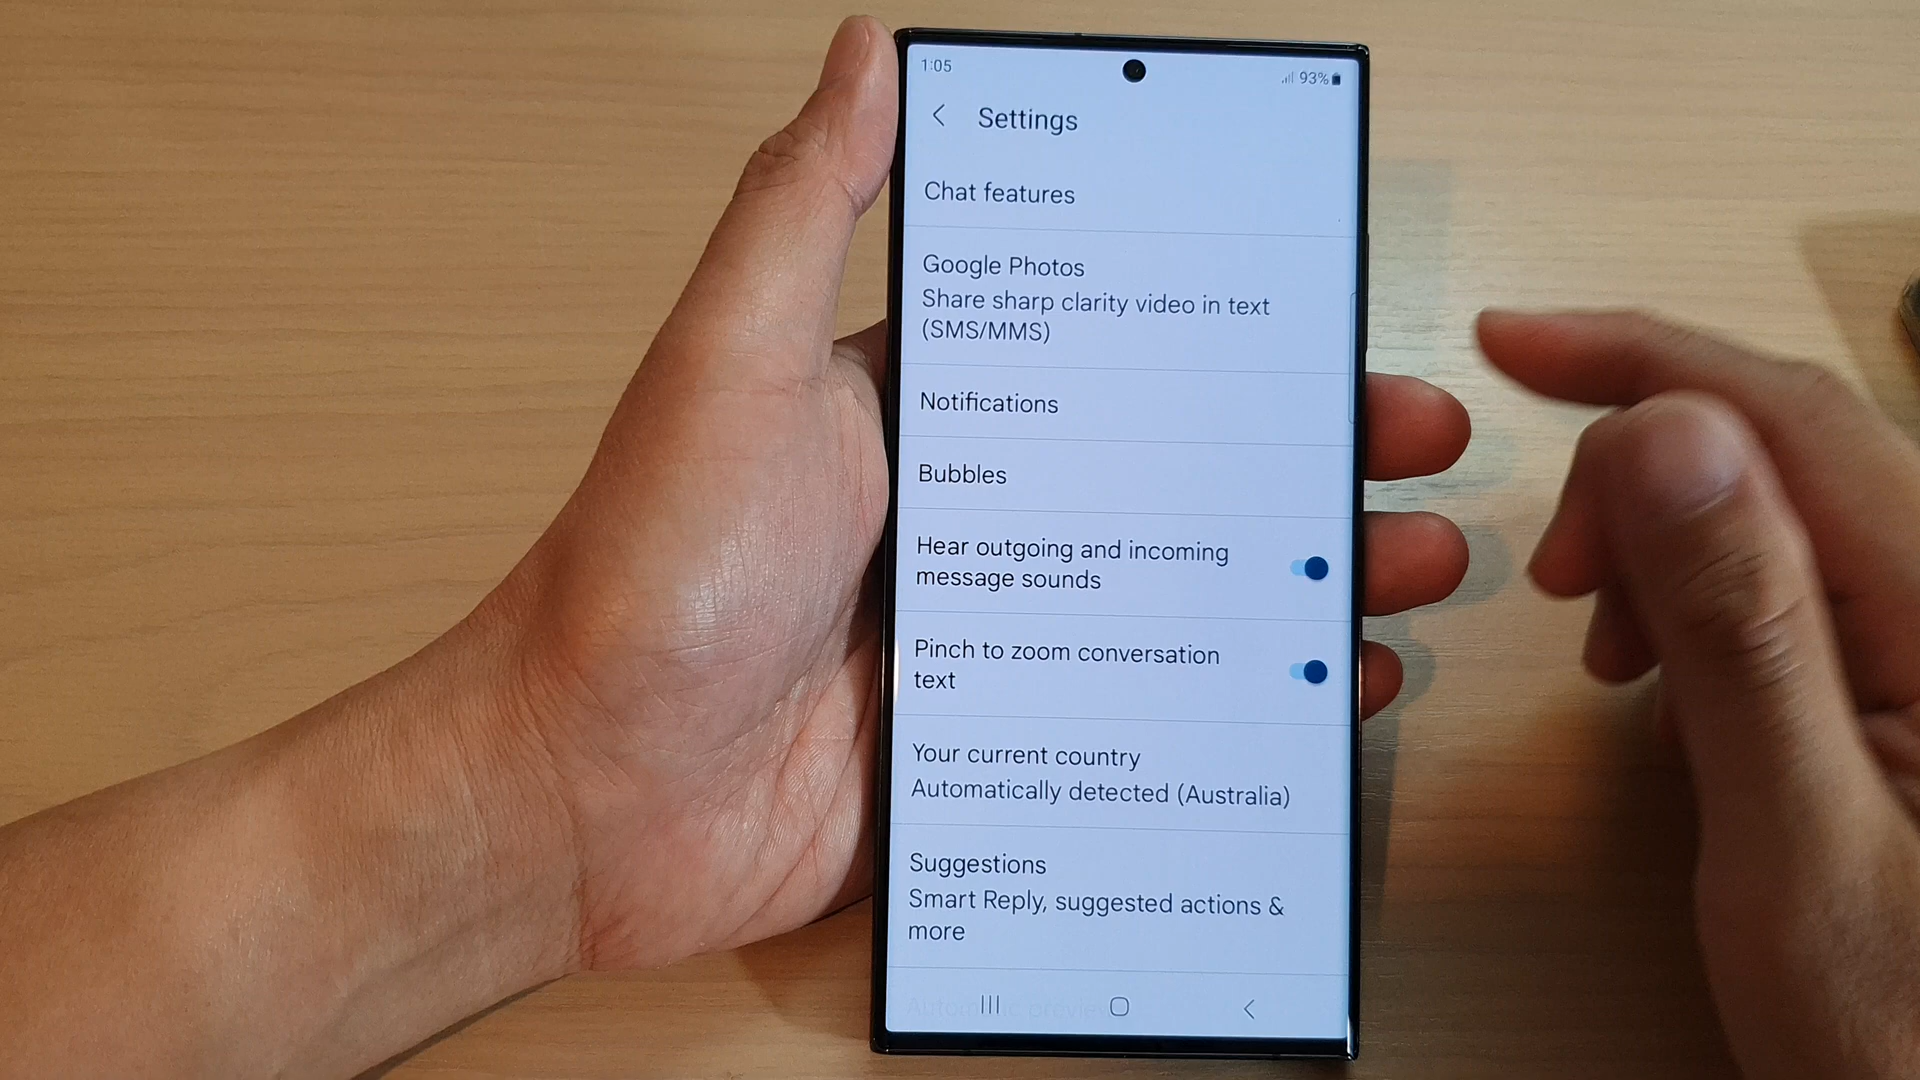 1:05
93%
Settings
Chat features
Google Photos
Share sharp clarity video in text
(SMS/MMS)
Notifications
Bubbles
Hear outgoing and incoming
message sounds
Pinch to zoom conversation
text
Your current country
Automatically detected (Australia)
Suggestions
Smart Reply, suggested actions &
more